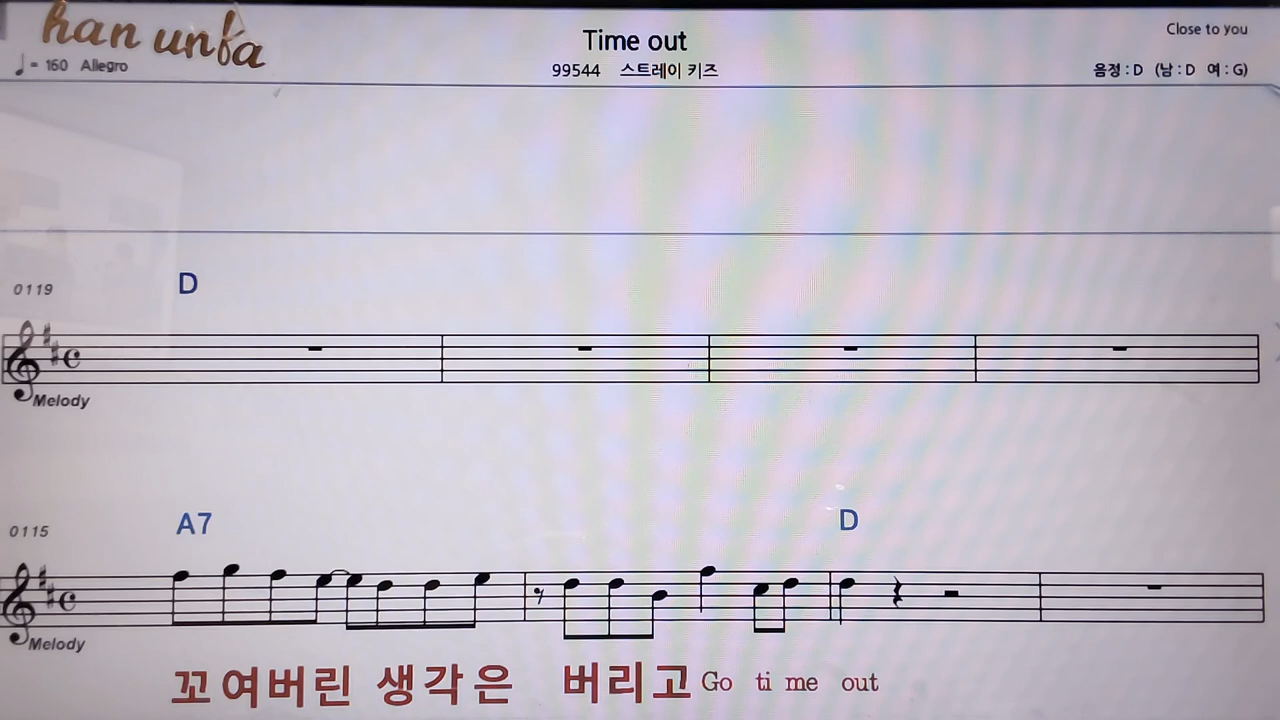 han unba
Time out
Close to you
♩= 160 Allegro
99544 스트레이 키즈
음정 : D (남 : D 여 : G)
0119
D
Melody
0115
A7
D
Melody
꼬여버린 생각은 버리고 Go ti me out